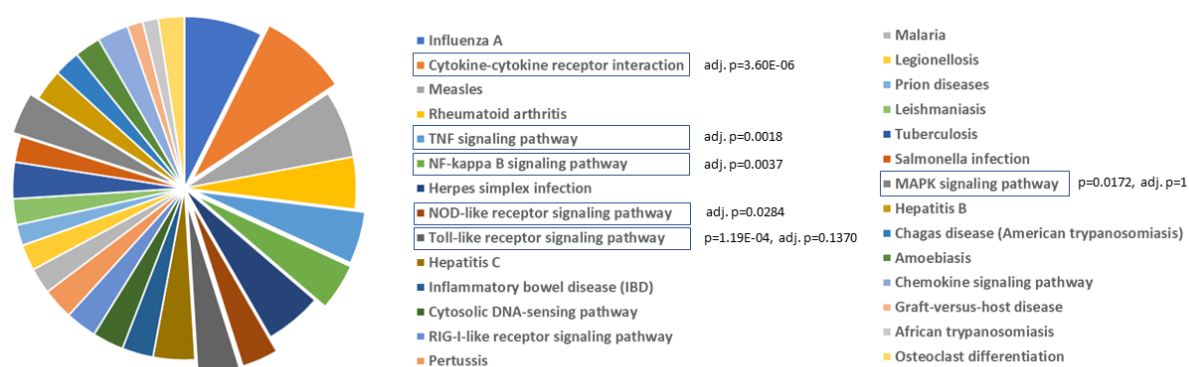 Influenza A
Cytokine-cytokine receptor interaction adj. p=3.60E-06
Measles
Rheumatoid arthritis
TNF signaling pathway adj. p=0.0018
NF-kappa B signaling pathway adj. p=0.0037
Herpes simplex infection
NOD-like receptor signaling pathway adj. p=0.0284
Toll-like receptor signaling pathway p=1.19E-04, adj. p=0.1370
Hepatitis C
Inflammatory bowel disease (IBD)
Cytosolic DNA-sensing pathway
RIG-I-like receptor signaling pathway
Pertussis
Malaria
Legionellosis
Prion diseases
Leishmaniasis
Tuberculosis
Salmonella infection
MAPK signaling pathway p=0.0172, adj. p=1
Hepatitis B
Chagas disease (American trypanosomiasis)
Amoebiasis
Chemokine signaling pathway
Graft-versus-host disease
African trypanosomiasis
Osteoclast differentiation